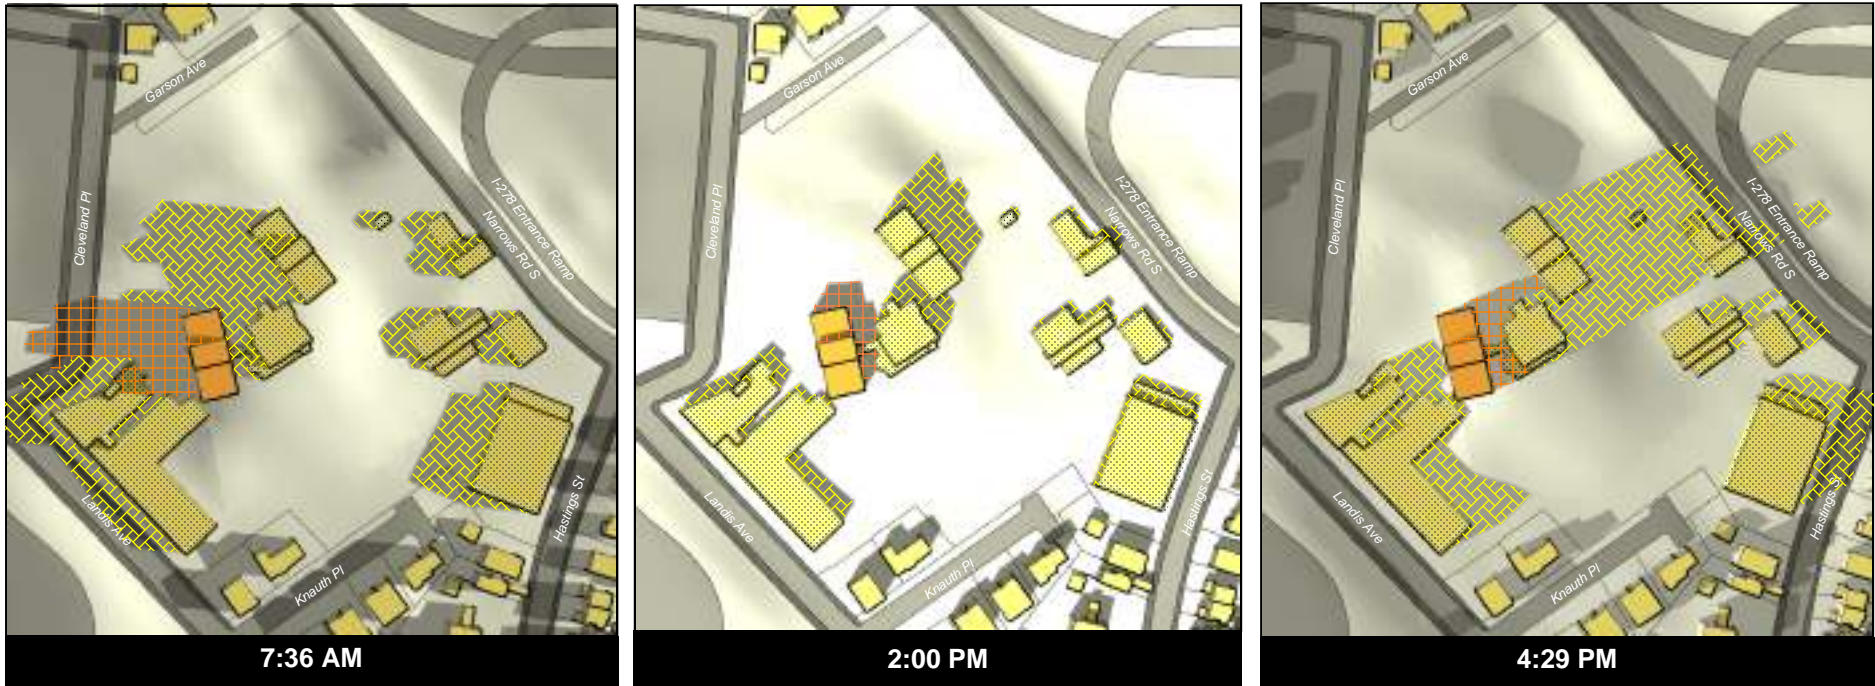 Garson Ave
Cleveland Pl
I-278 Entrance Ramp
Narrows Rd S
Landis Ave
Knauth Pl
Hastings St
7:36 AM
Garson Ave
Cleveland Pl
I-278 Entrance Ramp
Narrows Rd S
Landis Ave
Knauth Pl
Hastings St
2:00 PM
Garson Ave
Cleveland Pl
I-278 Entrance Ramp
Narrows Rd S
Landis Ave
Knauth Pl
Hastings St
4:29 PM